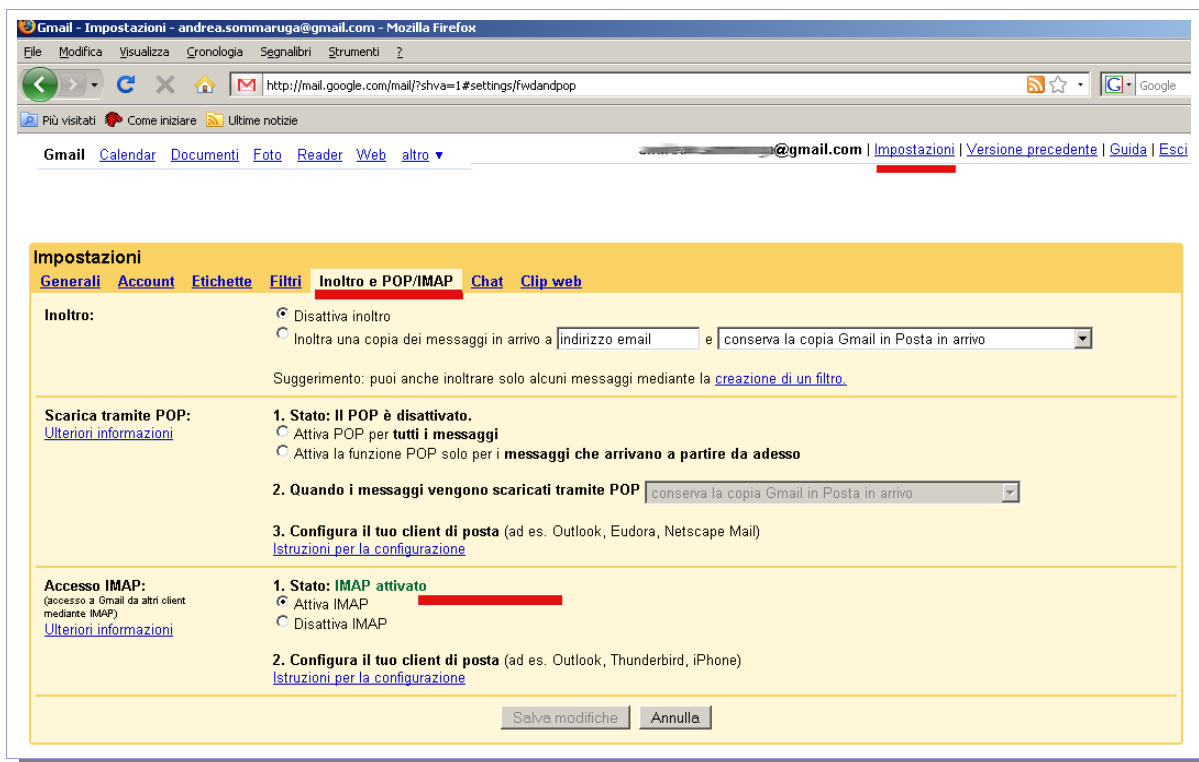 Gmail - Impostazioni - andrea.sommaruga@gmail.com - Mozilla Firefox
File Modifica Visualizza Cronologia Segnalibri Strumenti ?
http://mail.google.com/mail/?shva=1#settings/fwdandpop
Google
Più visitati Come iniziare Ultime notizie
Gmail Calendar Documenti Foto Reader Web altro ▼ @gmail.com | Impostazioni | Versione precedente | Guida | Esci
Impostazioni
Generali Account Etichette Filtri Inoltro e POP/IMAP Chat Clip web
Inoltro: Disattiva inoltro
Inoltra una copia dei messaggi in arrivo a indirizzo email e conserva la copia Gmail in Posta in arrivo
Suggerimento: puoi anche inoltrare solo alcuni messaggi mediante la creazione di un filtro.
Scarica tramite POP: 1. Stato: Il POP è disattivato.
Ulteriori informazioni Attiva POP per tutti i messaggi
Attiva la funzione POP solo per i messaggi che arrivano a partire da adesso
2. Quando i messaggi vengono scaricati tramite POP conserva la copia Gmail in Posta in arrivo
3. Configura il tuo client di posta (ad es. Outlook, Eudora, Netscape Mail)
Istruzioni per la configurazione
Accesso IMAP: 1. Stato: IMAP attivato
(accesso a Gmail da altri client Attiva IMAP
mediante IMAP)
Ulteriori informazioni Disattiva IMAP
2. Configura il tuo client di posta (ad es. Outlook, Thunderbird, iPhone)
Istruzioni per la configurazione
Salva modifiche Annulla